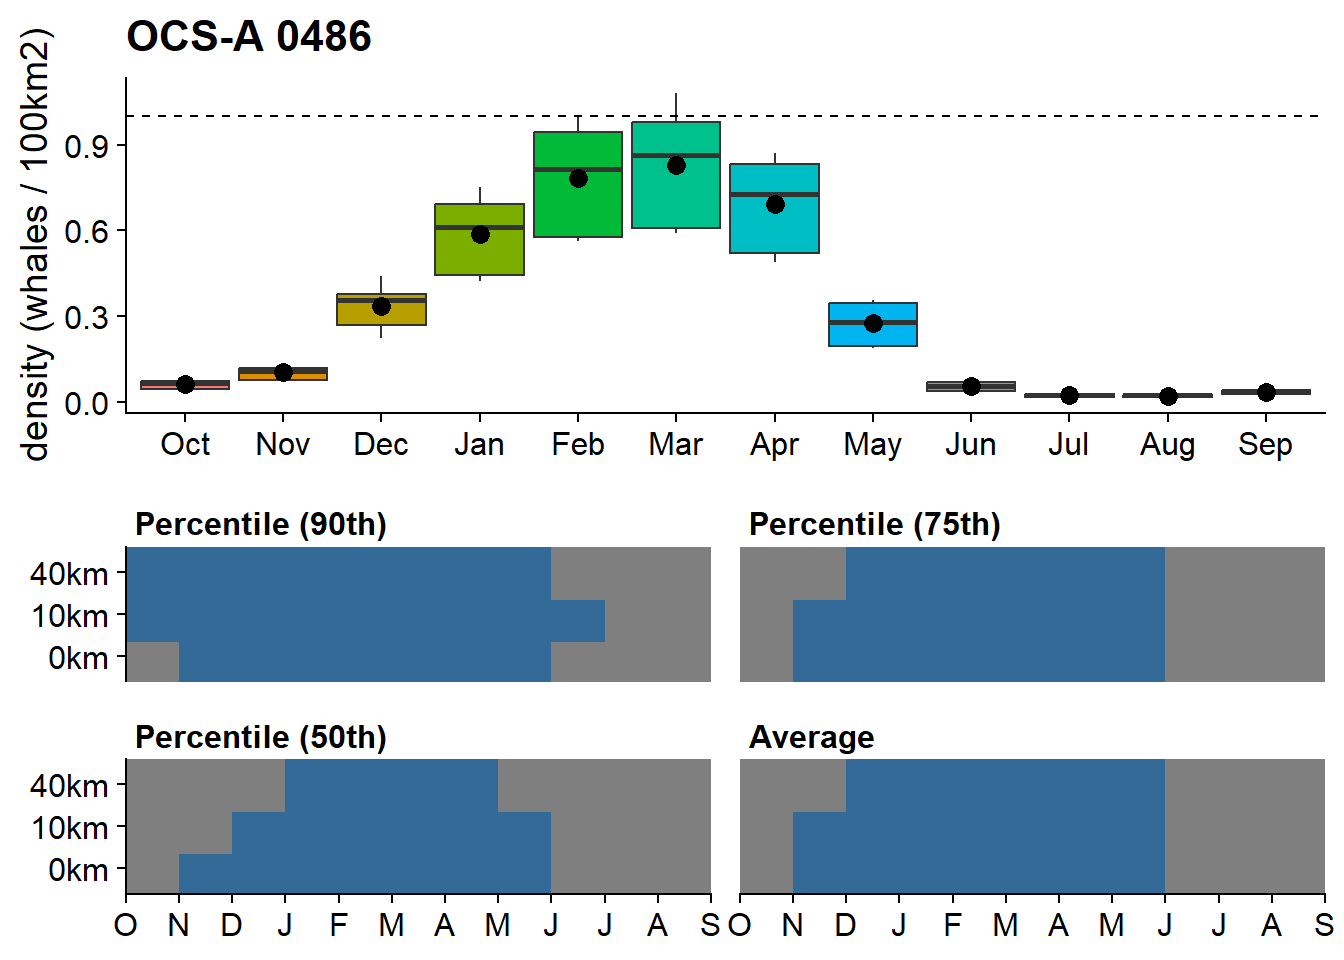 OCS-A 0486
density (whales / 100km2)
0.9
0.6
0.3
0.0
Oct Nov Dec Jan Feb Mar Apr May Jun Jul Aug Sep
Percentile (90th) Percentile (75th)
40km
10km
0km
Percentile (50th) Average
40km
10km
0km
O N D J F M A M J J A S O N D J F M A M J J A S